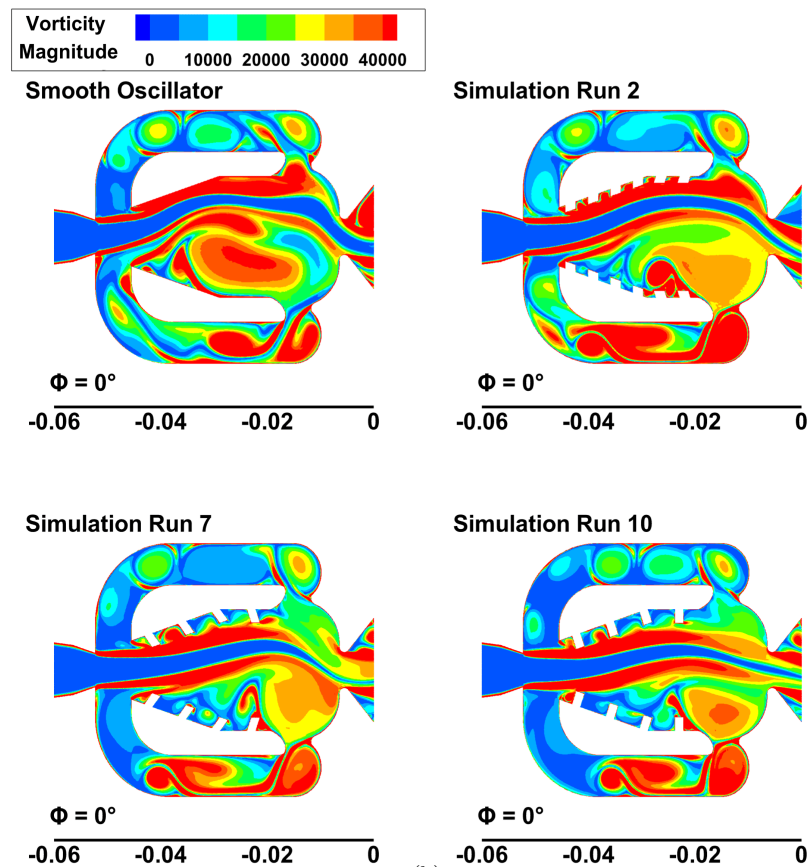 Vorticity
Magnitude
0 10000 20000 30000 40000
Smooth Oscillator
Simulation Run 2
Φ = 0°
Φ = 0°
-0.06 -0.04 -0.02 0
-0.06 -0.04 -0.02 0
Simulation Run 7
Simulation Run 10
Φ = 0°
Φ = 0°
-0.06 -0.04 -0.02 0
-0.06 -0.04 -0.02 0